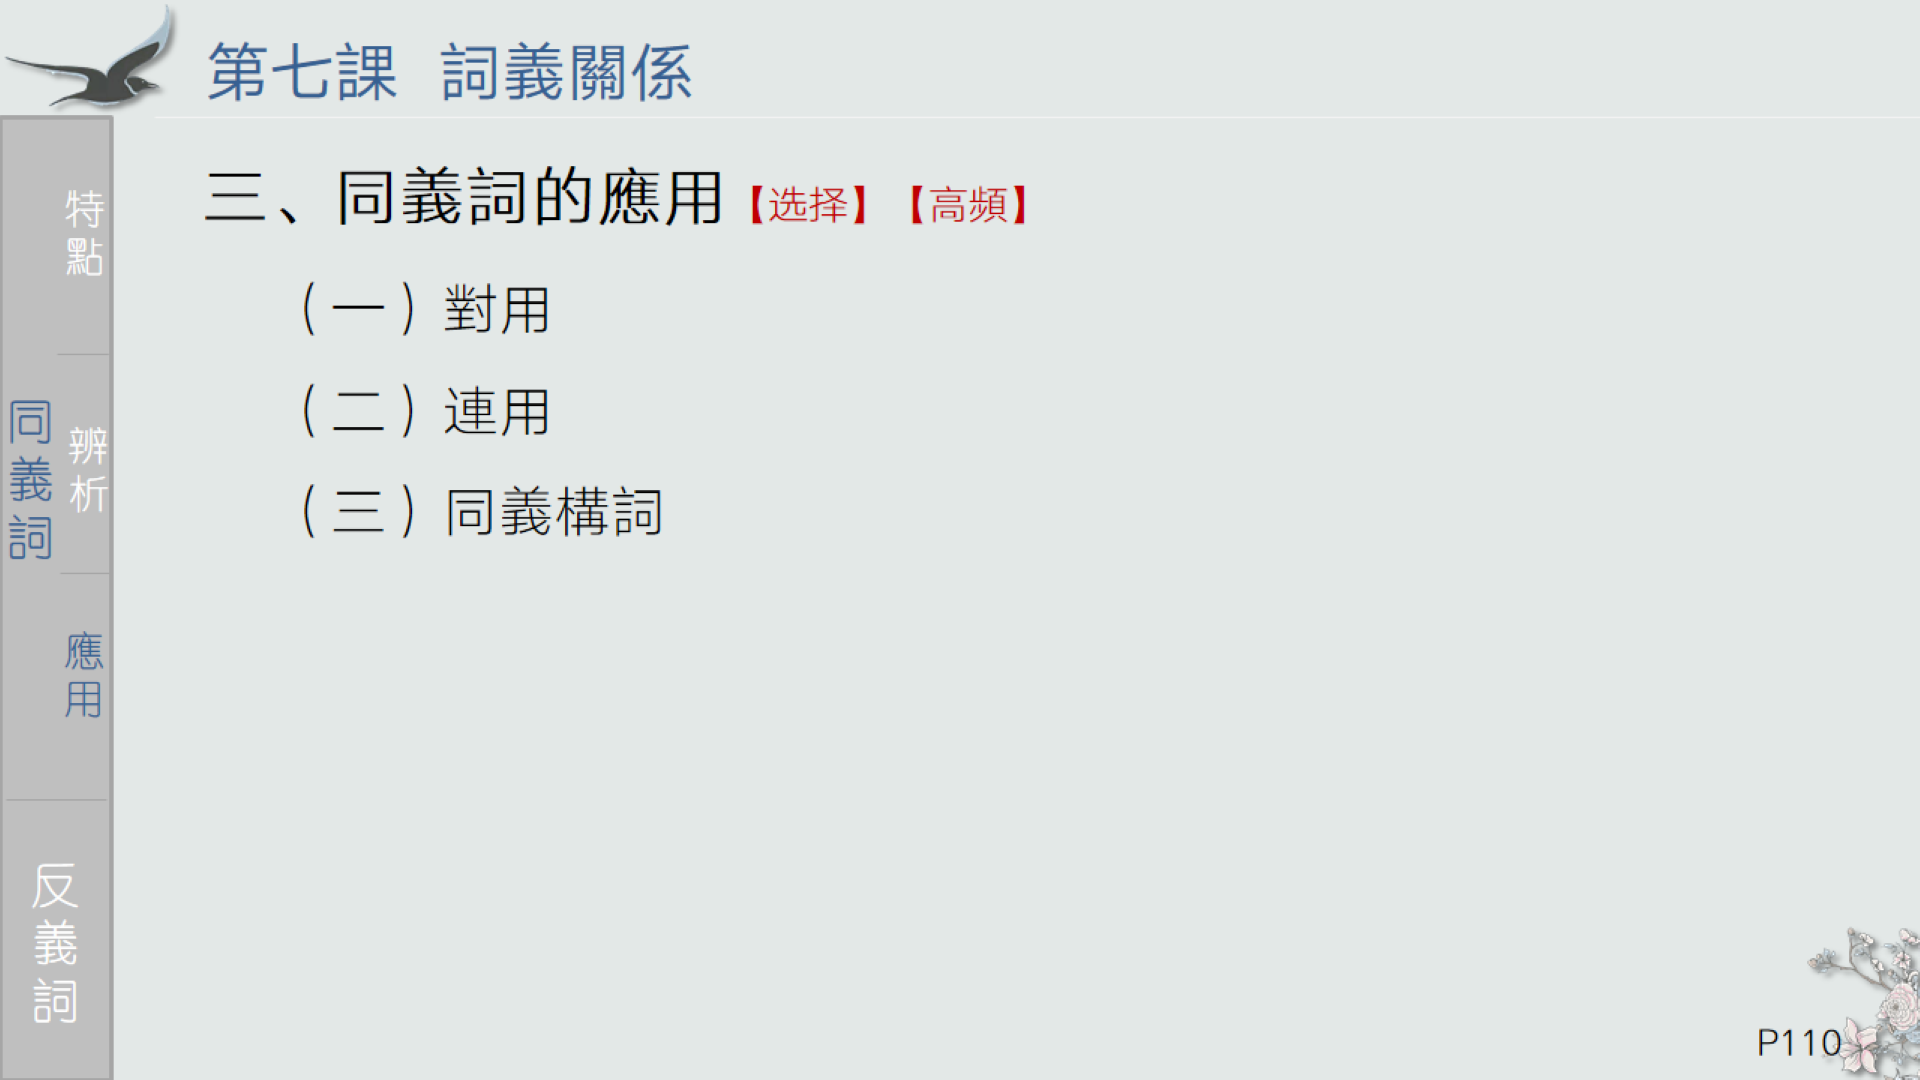 第七課 詞義關係
三、同義詞的應用【选择】【高頻】
（一）對用
（二）連用
（三）同義構詞
同義詞
特點
辨析
應用
反義詞
P110